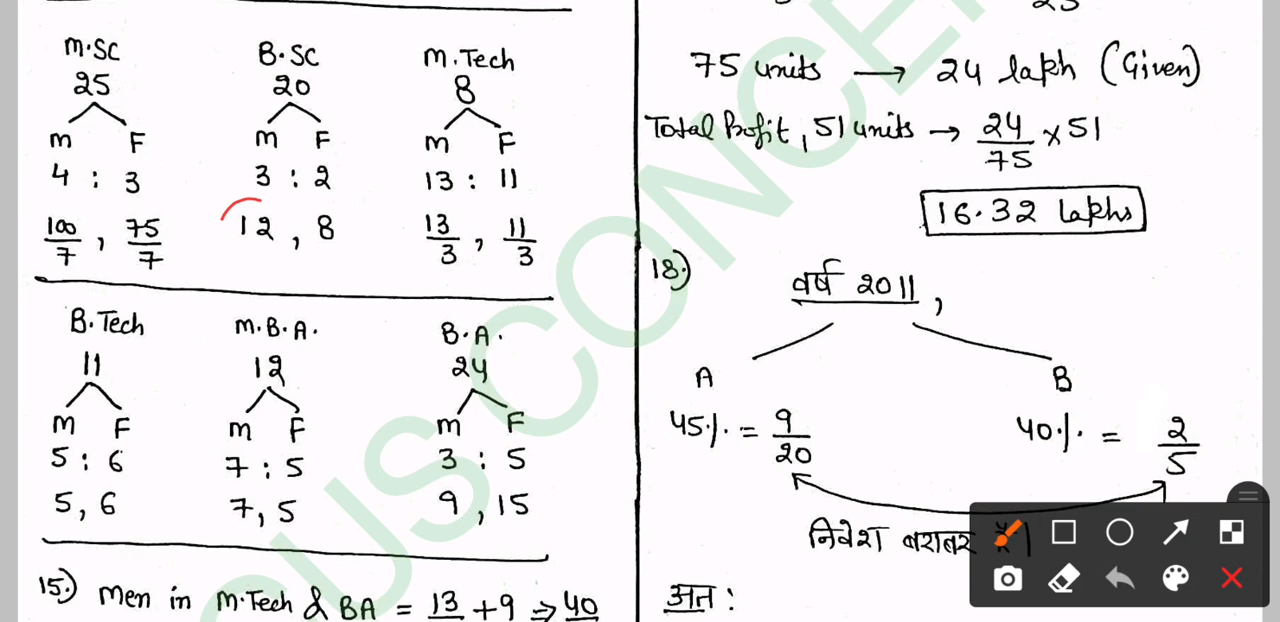 M.SC B.SC M.Tech
25 20 8
M F M F M F
4 : 3 3 : 2 13 : 11
100/7 , 75/7 12 , 8 13/3 , 11/3
B.Tech M.B.A. B.A.
11 12 24
M F M F M F
5 : 6 7 : 5 3 : 5
5, 6 7, 5 9 , 15
15.) Men in M.Tech & BA = 13 + 9 ⇒ 40
75 units → 24 lakh (Given)
Total Profit, 51 units → 24/75 × 51
16.32 Lakhs
18.) वर्ष 2011,
A B
45% = 9/20 40% = 2/5
निवेश बराबर
अत :
CUS CONCE